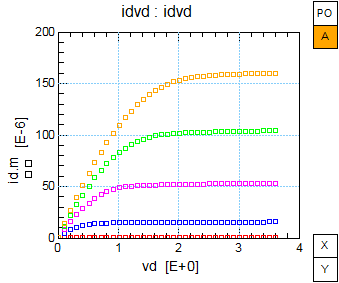 idvd : idvd
PO
A
200
150
100
50
0
id.m [E-6]
0 1 2 3 4
vd [E+0]
X
Y